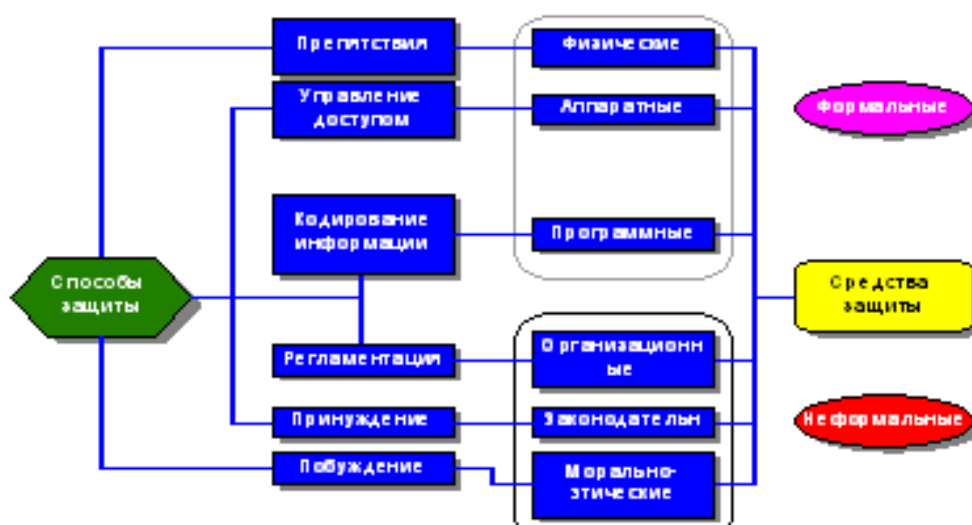 Препятствия
Физические
Управление
доступом
Аппаратные
Формальные
Кодирование
информации
Программные
Способы
защиты
Средства
защиты
Регламентация
Организационн
ые
Принуждение
Законодательн
Неформальные
Побуждение
Морально-
этические